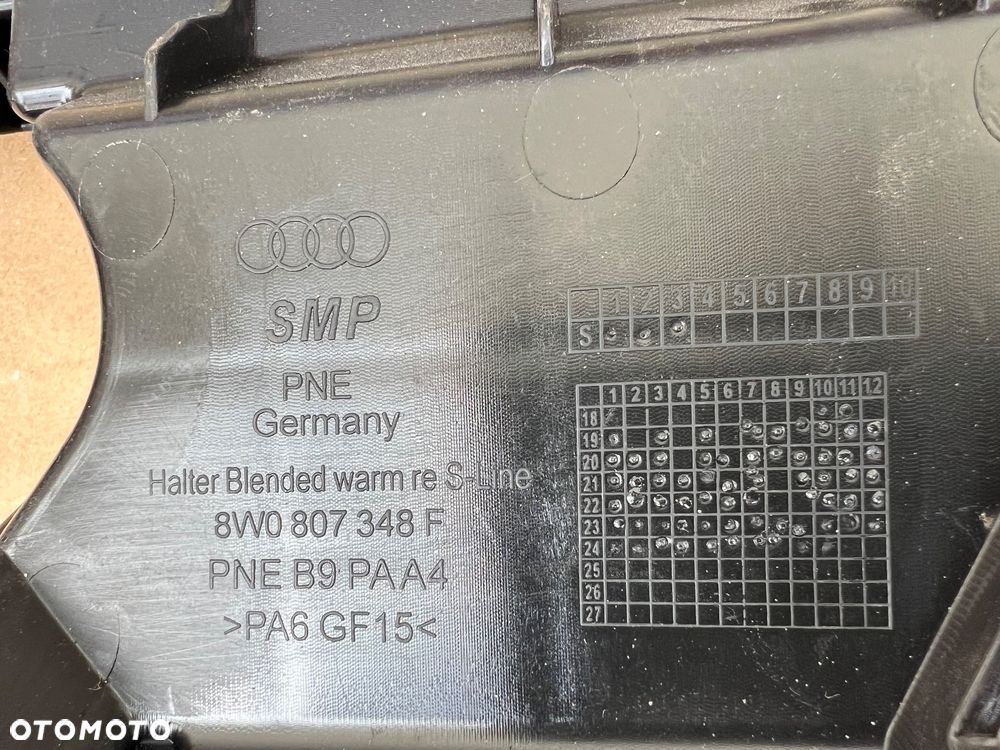 SMP
PNE
Germany
Halter Blended warm re S-Line
8W0 807 348 F
PNE B9 PA A4
>PA6 GF15<
1 2 3 4 5 6 7 8 9 10
S
1 2 3 4 5 6 7 8 9 10 11 12
18
19
20
21
22
23
24
25
26
27
OTOMOTO